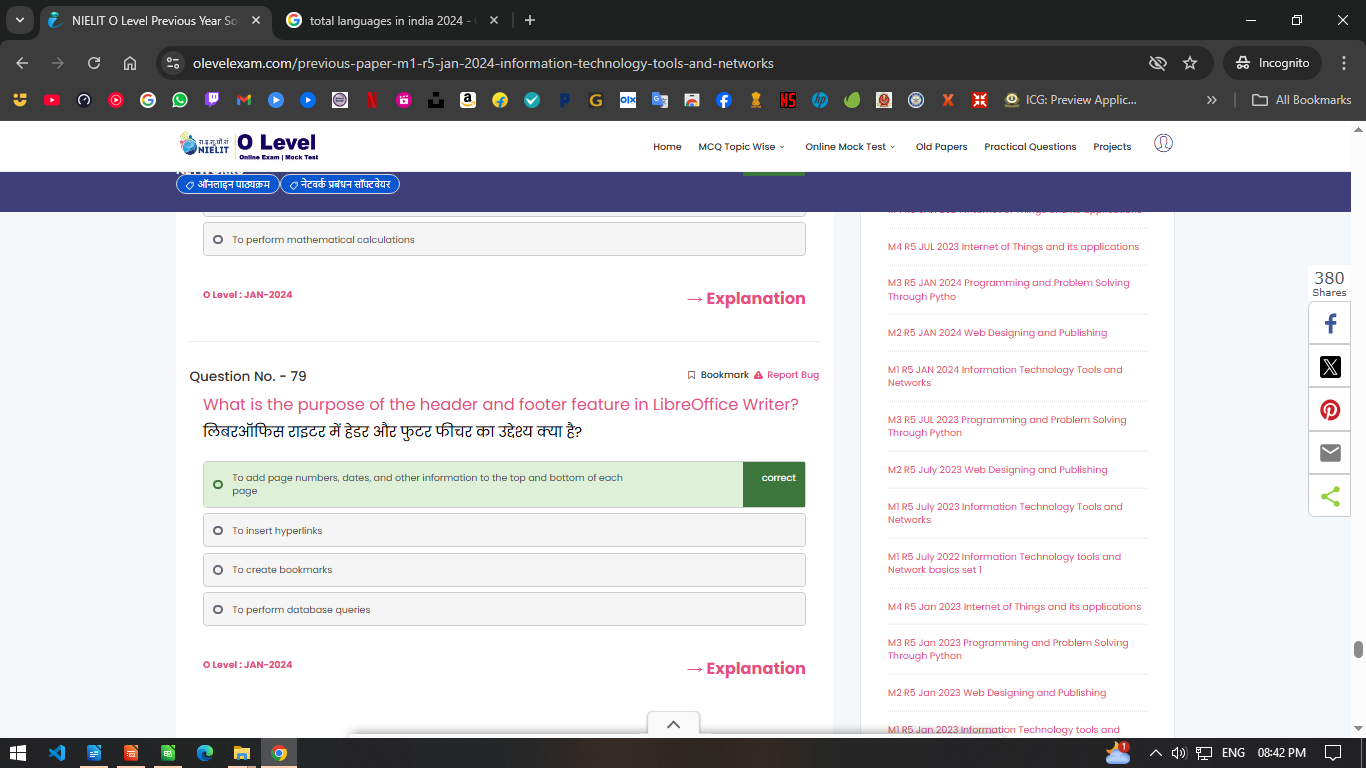 NIELIT O Level Previous Year So
total languages in india 2024 -
olevelexam.com/previous-paper-m1-r5-jan-2024-information-technology-tools-and-networks
Incognito
ICG: Preview Applic...
All Bookmarks
रा.इ.सू.प्रौ.सं
NIELIT
O Level
Online Exam | Mock Test
Home
MCQ Topic Wise
Online Mock Test
Old Papers
Practical Questions
Projects
ऑनलाइन पाठ्यक्रम
नेटवर्क प्रबंधन सॉफ्टवेयर
To perform mathematical calculations
O Level : JAN-2024
→ Explanation
Question No. - 79
Bookmark
Report Bug
What is the purpose of the header and footer feature in LibreOffice Writer?
लिबरऑफिस राइटर में हेडर और फुटर फीचर का उद्देश्य क्या है?
To add page numbers, dates, and other information to the top and bottom of each
page
correct
To insert hyperlinks
To create bookmarks
To perform database queries
O Level : JAN-2024
→ Explanation
M4 R5 JUL 2023 Internet of Things and its applications
M3 R5 JAN 2024 Programming and Problem Solving
Through Pytho
M2 R5 JAN 2024 Web Designing and Publishing
M1 R5 JAN 2024 Information Technology Tools and
Networks
M3 R5 JUL 2023 Programming and Problem Solving
Through Python
M2 R5 July 2023 Web Designing and Publishing
M1 R5 July 2023 Information Technology Tools and
Networks
M1 R5 July 2022 Information Technology tools and
Network basics set 1
M4 R5 Jan 2023 Internet of Things and its applications
M3 R5 Jan 2023 Programming and Problem Solving
Through Python
M2 R5 Jan 2023 Web Designing and Publishing
M1 R5 Jan 2023 Information Technology tools and
380
Shares
1
ENG
08:42 PM